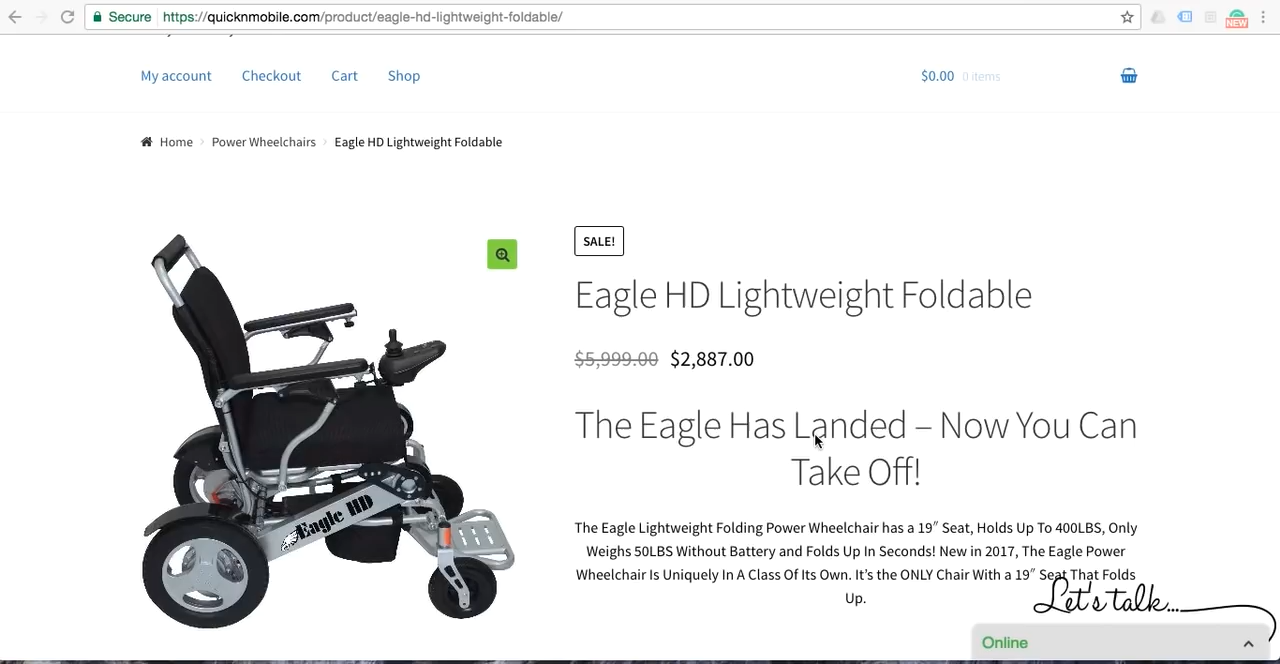 Secure https://quicknmobile.com/product/eagle-hd-lightweight-foldable/
NEW
My account Checkout Cart Shop $0.00 0 items
Home Power Wheelchairs Eagle HD Lightweight Foldable
SALE!
Eagle HD Lightweight Foldable
$5,999.00 $2,887.00
The Eagle Has Landed – Now You Can
Take Off!
Eagle HD
The Eagle Lightweight Folding Power Wheelchair has a 19″ Seat, Holds Up To 400LBS, Only
Weighs 50LBS Without Battery and Folds Up In Seconds! New in 2017, The Eagle Power
Wheelchair Is Uniquely In A Class Of Its Own. It's the ONLY Chair With a 19″ Seat That Folds
Up.
Let's talk...
Online